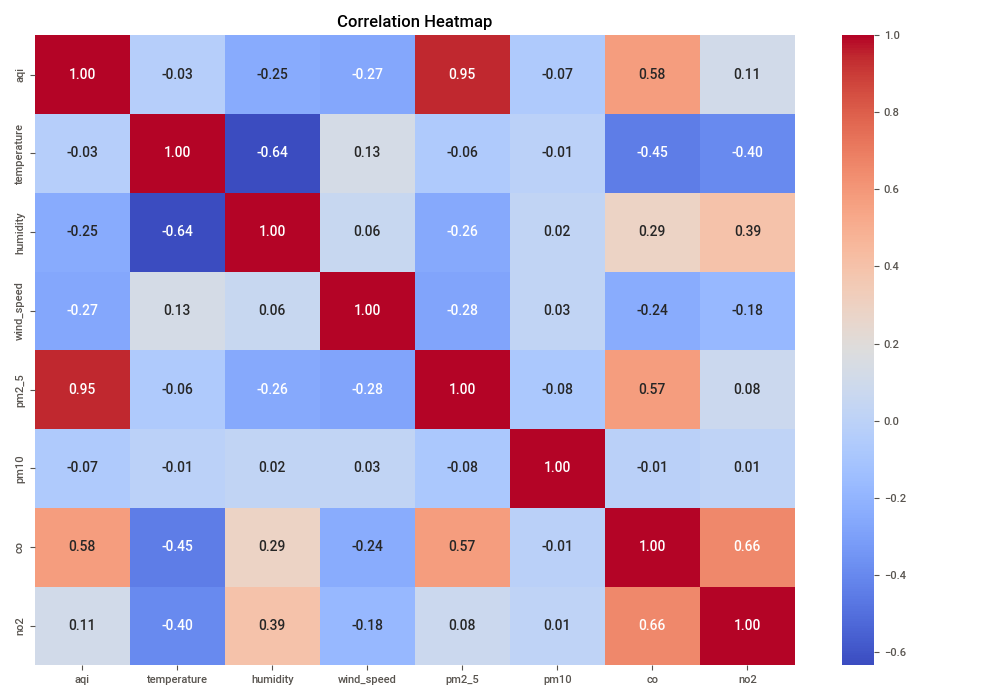 Correlation Heatmap
aqi 1.00 -0.03 -0.25 -0.27 0.95 -0.07 0.58 0.11
temperature -0.03 1.00 -0.64 0.13 -0.06 -0.01 -0.45 -0.40
humidity -0.25 -0.64 1.00 0.06 -0.26 0.02 0.29 0.39
wind_speed -0.27 0.13 0.06 1.00 -0.28 0.03 -0.24 -0.18
pm2_5 0.95 -0.06 -0.26 -0.28 1.00 -0.08 0.57 0.08
pm10 -0.07 -0.01 0.02 0.03 -0.08 1.00 -0.01 0.01
co 0.58 -0.45 0.29 -0.24 0.57 -0.01 1.00 0.66
no2 0.11 -0.40 0.39 -0.18 0.08 0.01 0.66 1.00
aqi temperature humidity wind_speed pm2_5 pm10 co no2
1.0
0.8
0.6
0.4
0.2
0.0
-0.2
-0.4
-0.6